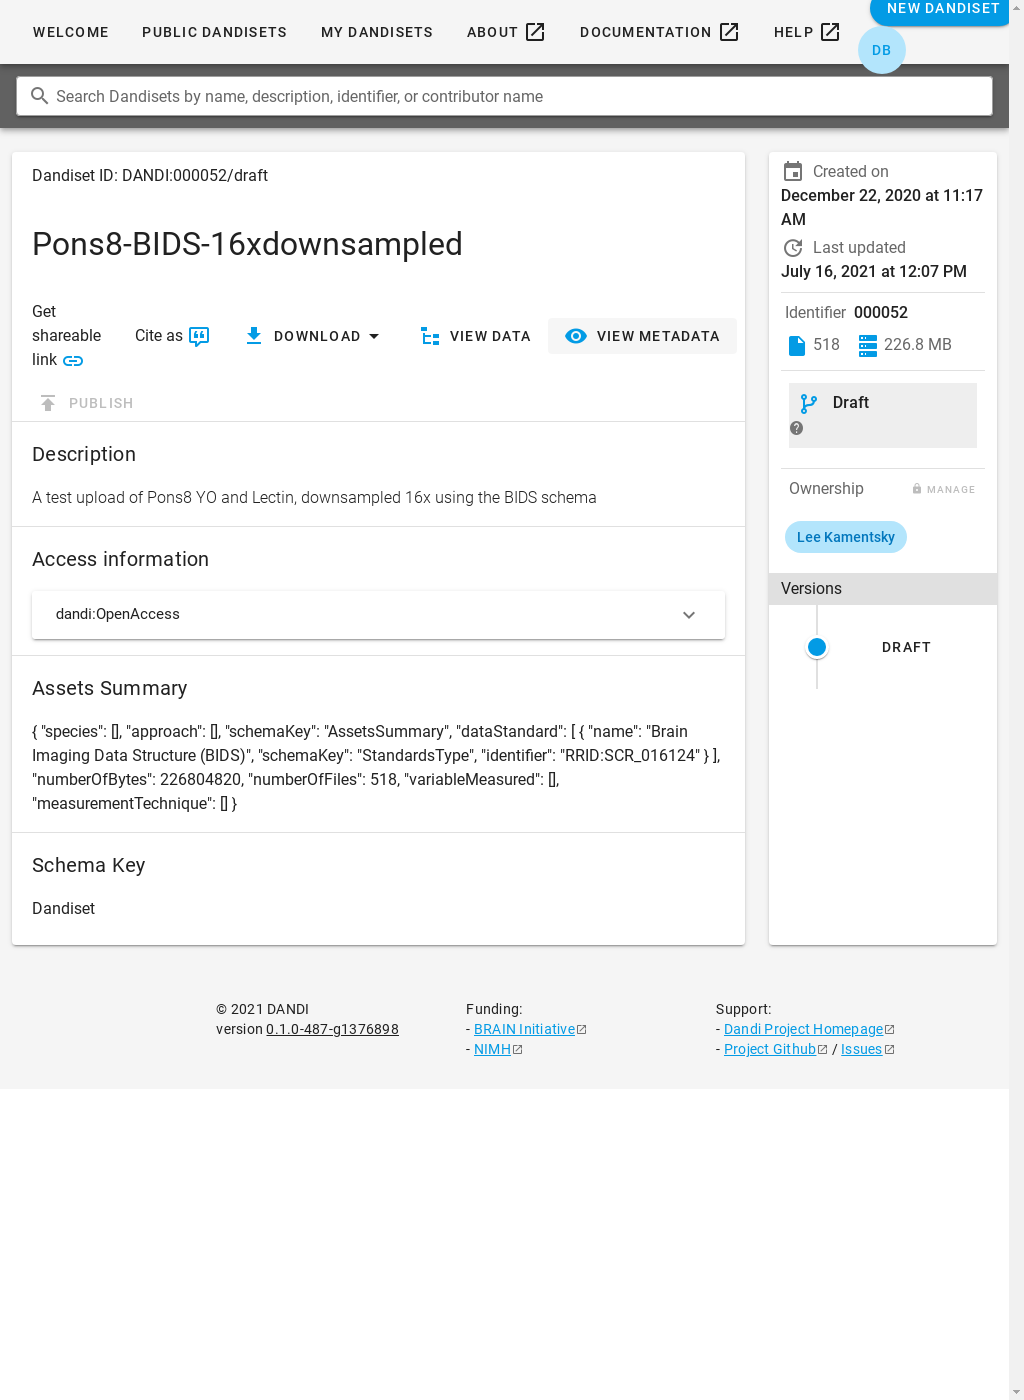 WELCOME PUBLIC DANDISETS MY DANDISETS ABOUT DOCUMENTATION HELP NEW DANDISET
DB
Search Dandisets by name, description, identifier, or contributor name
Dandiset ID: DANDI:000052/draft
Pons8-BIDS-16xdownsampled
Get
shareable
link
Cite as DOWNLOAD VIEW DATA VIEW METADATA
PUBLISH
Description
A test upload of Pons8 YO and Lectin, downsampled 16x using the BIDS schema
Access information
dandi:OpenAccess
Assets Summary
{ "species": [], "approach": [], "schemaKey": "AssetsSummary", "dataStandard": [ { "name": "Brain
Imaging Data Structure (BIDS)", "schemaKey": "StandardsType", "identifier": "RRID:SCR_016124" } ],
"numberOfBytes": 226804820, "numberOfFiles": 518, "variableMeasured": [],
"measurementTechnique": [] }
Schema Key
Dandiset
Created on
December 22, 2020 at 11:17
AM
Last updated
July 16, 2021 at 12:07 PM
Identifier 000052
518 226.8 MB
Draft
Ownership MANAGE
Lee Kamentsky
Versions
DRAFT
© 2021 DANDI
version 0.1.0-487-g1376898
Funding:
- BRAIN Initiative
- NIMH
Support:
- Dandi Project Homepage
- Project Github / Issues